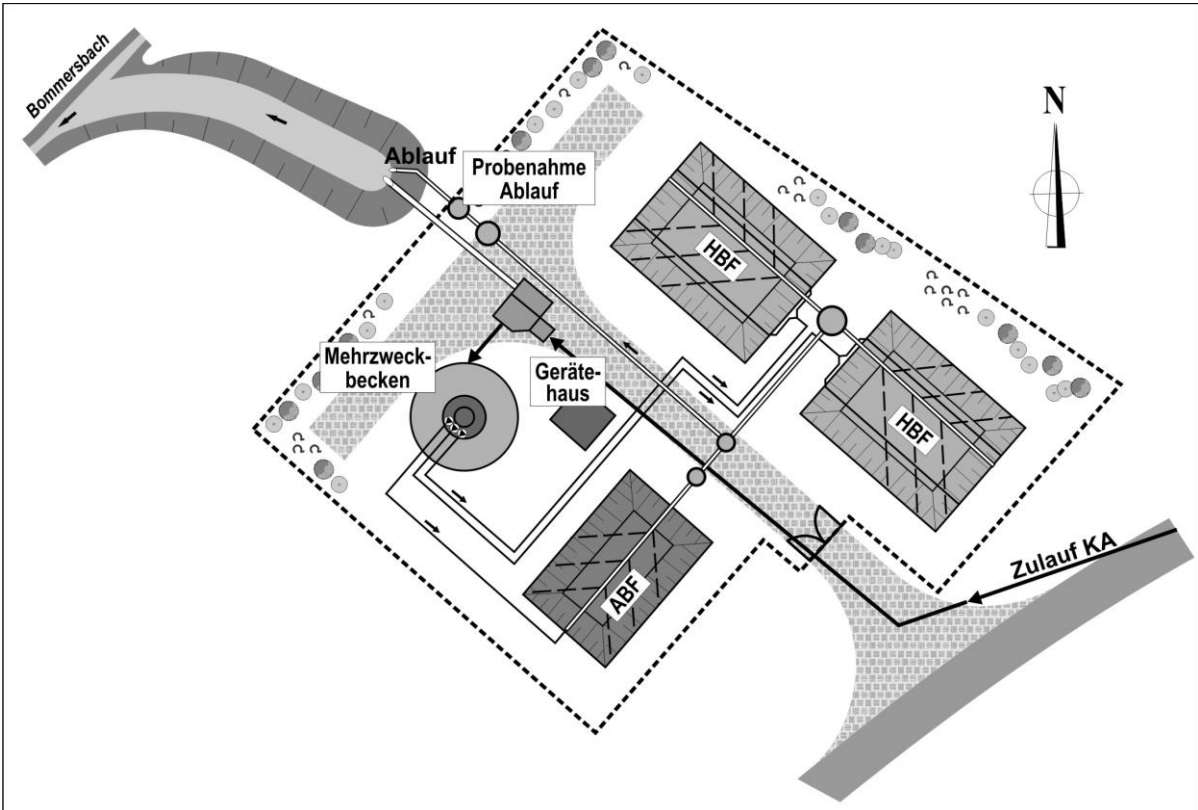 Bommersbach
N
Ablauf
Probenahme
Ablauf
HBF
Mehrzweck-
becken
Geräte-
haus
HBF
ABF
Zulauf KA